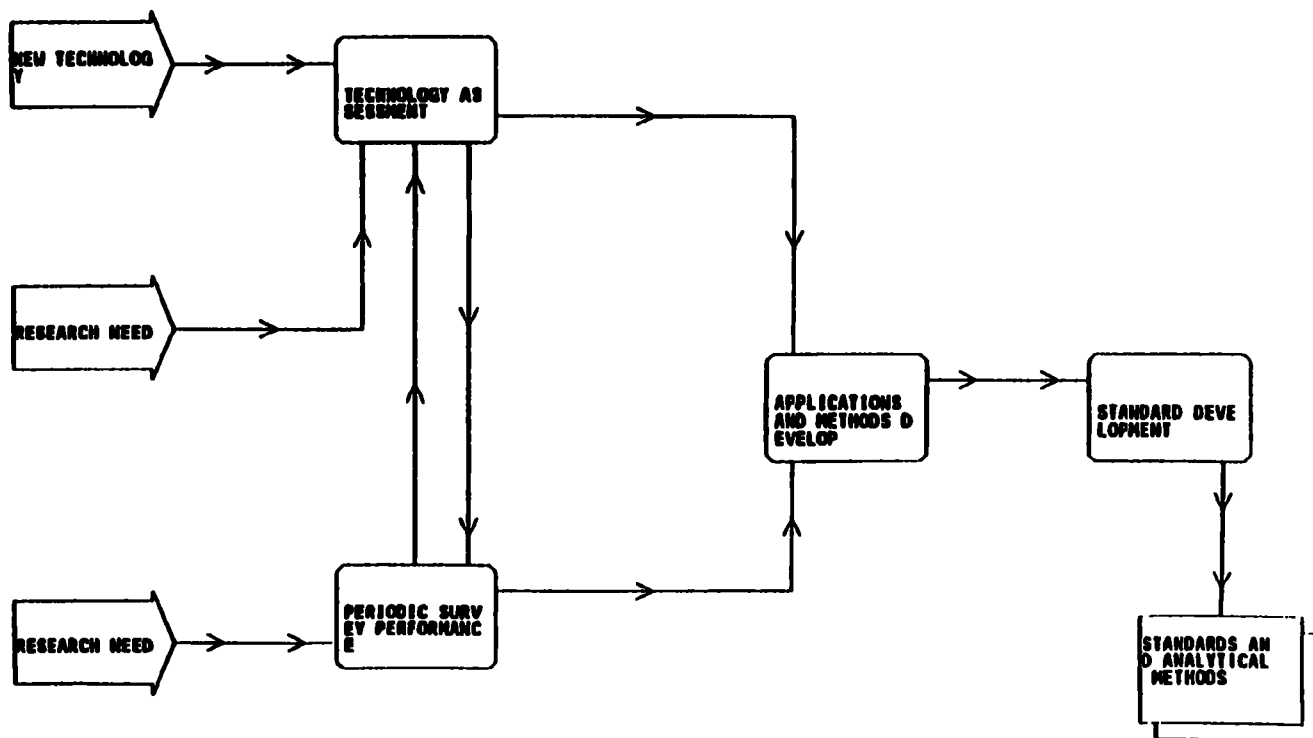 NEW TECHNOLOG
Y
TECHNOLOGY AS
SESSMENT
RESEARCH NEED
APPLICATIONS
AND METHODS D
EVELOP
STANDARD DEVE
LOPMENT
PERIODIC SURV
EY PERFORMANC
E
RESEARCH NEED
STANDARDS AN
D ANALYTICAL
METHODS